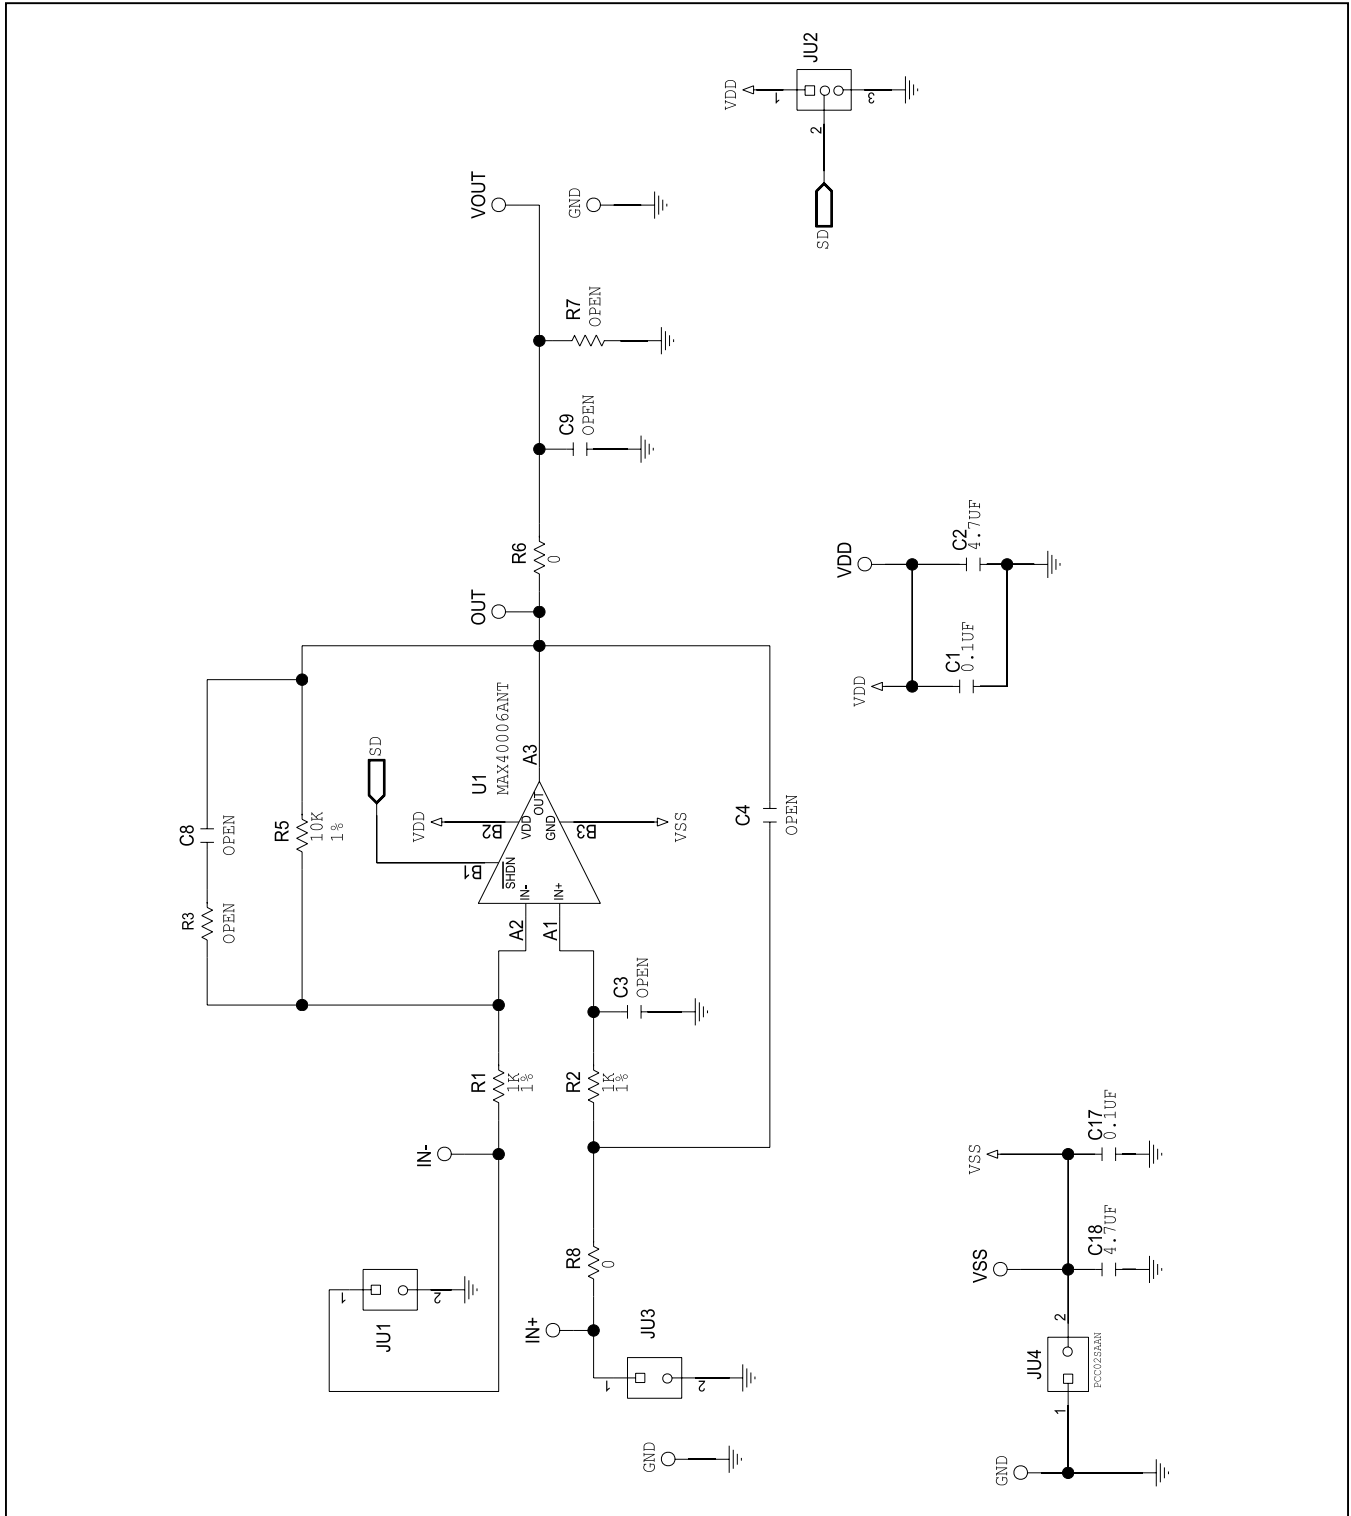 JU2
VDD
1
2
3
SD
VOUT
GND
R7
OPEN
C9
OPEN
R6
0
OUT
C8
OPEN
R3
OPEN
R5
10K
1%
SD
U1
MAX40006ANT
A3
VDD
B2
VDD
OUT
GND
B3
VSS
B1
SHDN
IN-
IN+
A2
A1
C4
OPEN
C3
OPEN
R1
1K
1%
R2
1K
1%
IN-
R8
0
IN+
JU1
1
2
JU3
1
2
GND
VDD
C2
4.7UF
VDD
C1
0.1UF
VSS
C17
0.1UF
VSS
C18
4.7UF
JU4
PCC02SAAN
2
1
GND